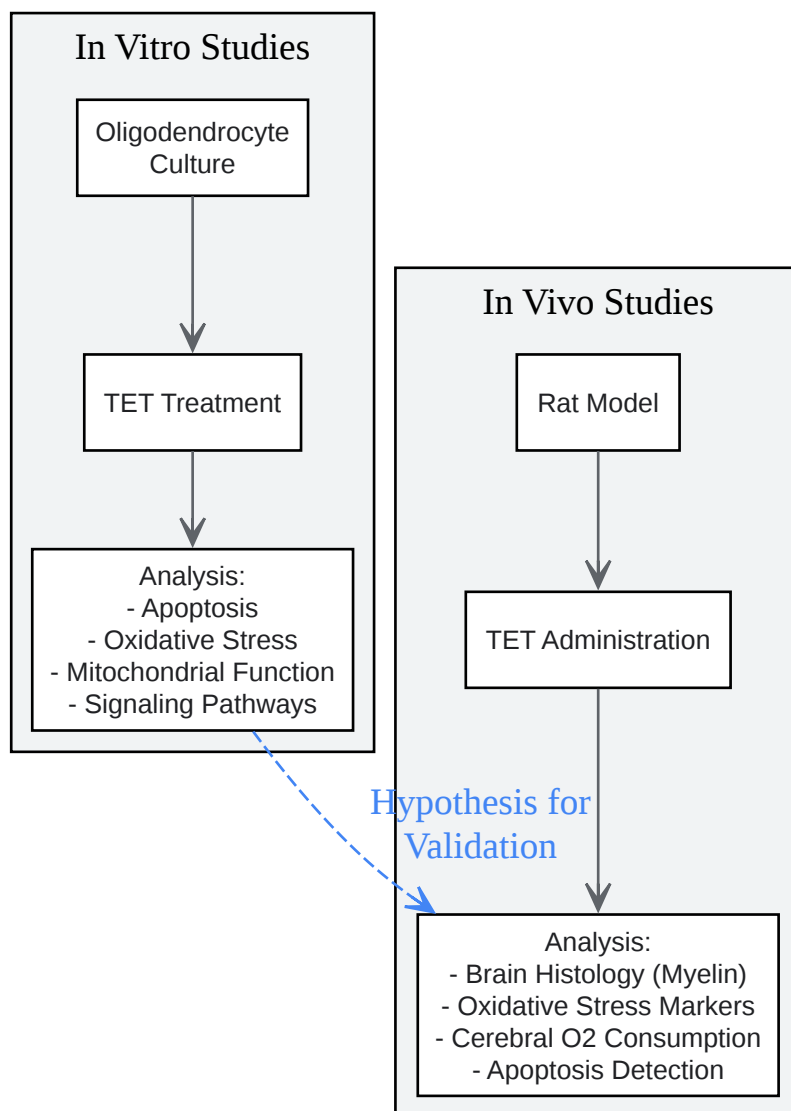 In Vitro Studies
Oligodendrocyte
Culture
TET Treatment
Analysis:
- Apoptosis
- Oxidative Stress
- Mitochondrial Function
- Signaling Pathways
Hypothesis for
Validation
In Vivo Studies
Rat Model
TET Administration
Analysis:
- Brain Histology (Myelin)
- Oxidative Stress Markers
- Cerebral O2 Consumption
- Apoptosis Detection